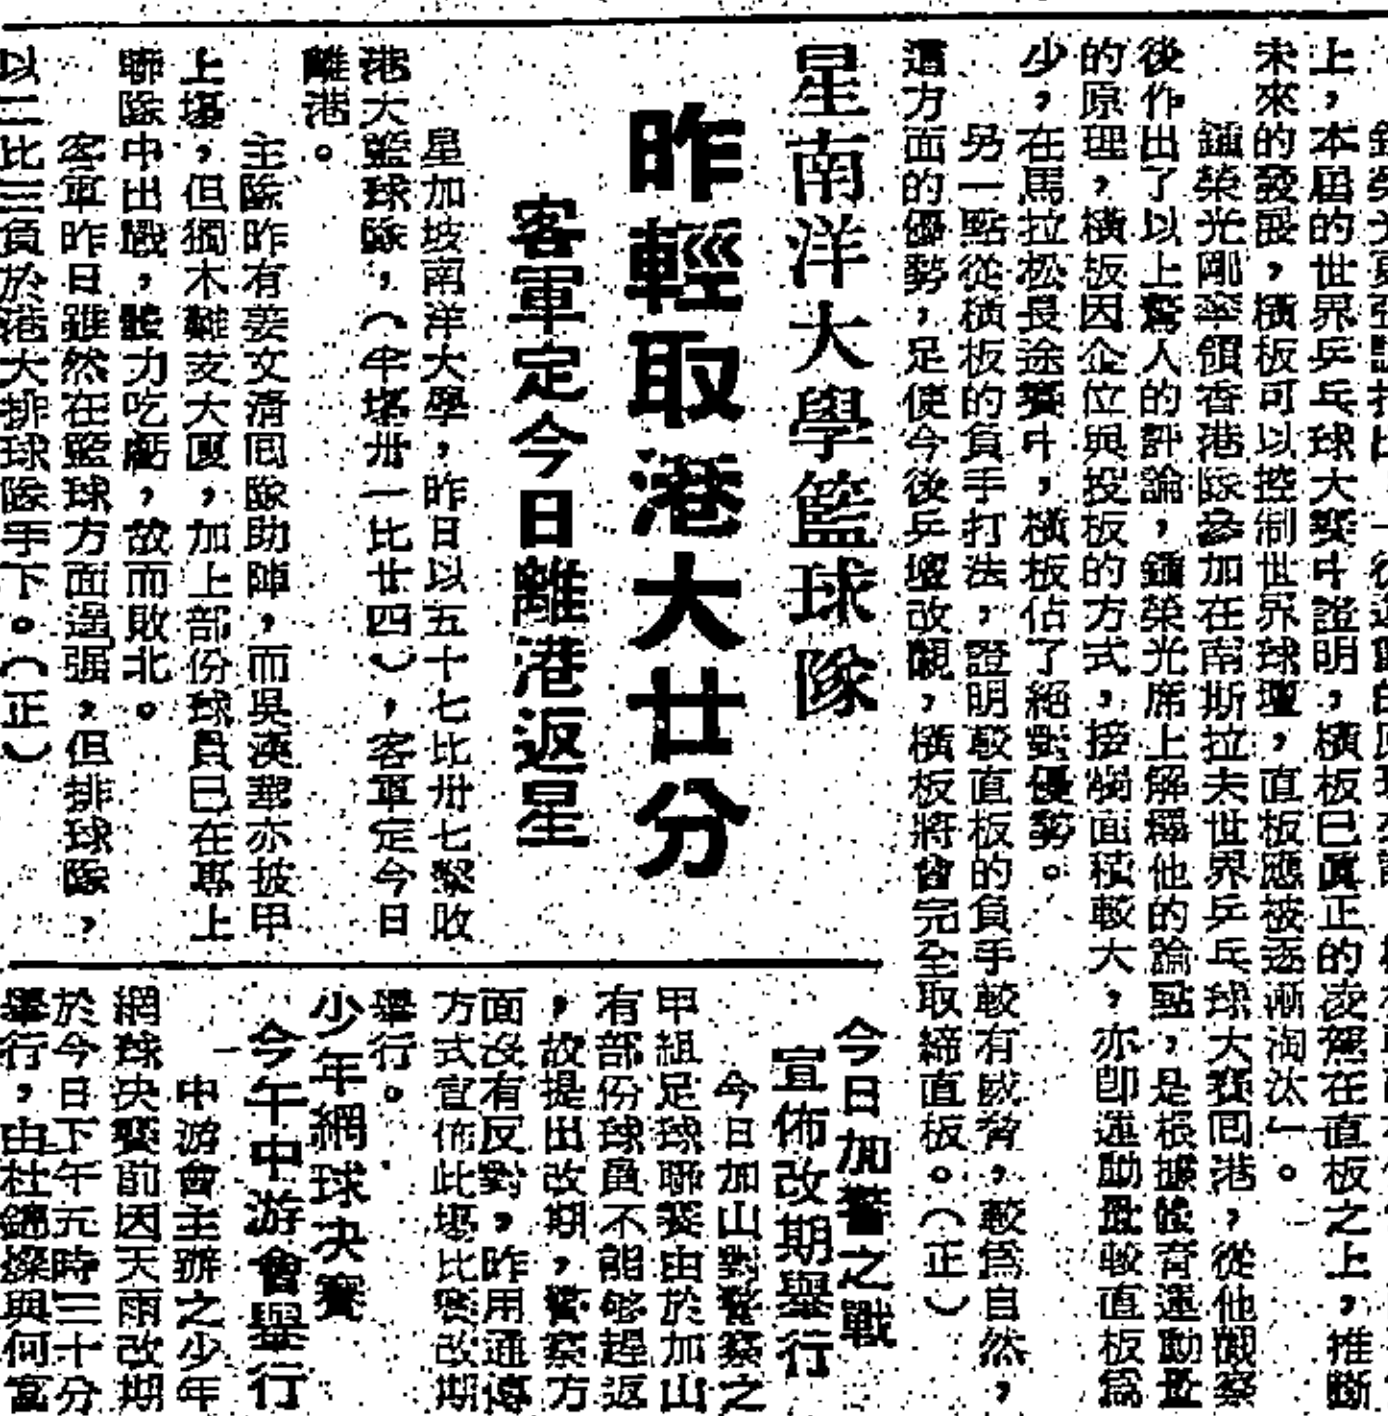 上，本屆的世界乒乓球大賽中證明，橫板已眞正的凌駕在直板之上，推斷
未來的發展，橫板可以控制世界球壇，直板應被逐漸淘汰」。
鍾榮光剛率領香港隊參加在南斯拉夫世界乒乓球大賽囘港，從他觀察
後作出了以上驚人的評論，鍾榮光席上解釋他的論點，是根據體育運動量
的原理，橫板因企位與投板的方式，接觸面積較大，亦卽運動量較直板爲
少，在馬拉松長途賽中，橫板佔了絕對優勢。
另一點從橫板的負手打法，證明較直板的負手較有威脅，較爲自然，
這方面的優勢，足使今後乒壇改觀，橫板將會完全取締直板。（正）
星南洋大學籃球隊
昨輕取港大廿分
客軍定今日離港返星
星加坡南洋大學，昨日以五十七比卅七擊敗
港大籃球隊，（半塲卅一比廿四），客軍定今日
離港。
主隊昨有姜文清囘隊助陣，而吳漢華亦披甲
上塲，但獨木難支大厦，加上部份球員已在專上
聯隊中出戰，體力吃虧，故而敗北。
客軍昨日雖然在籃球方面逞强，但排球隊，
以二比三負於港大排球隊手下。（正）
今日加警之戰
宣佈改期舉行
今日加山對警察之
甲組足球聯賽由於加山
有部份球員不能够趕返
，故提出改期，警察方
面沒有反對，昨用通傳
方式宣佈此塲比賽改期
舉行。
少年網球决賽
今午中游會舉行
中游會主辦之少年
網球决賽前因天雨改期
於今日下午五時三十分
舉行，由杜錦燦與何富